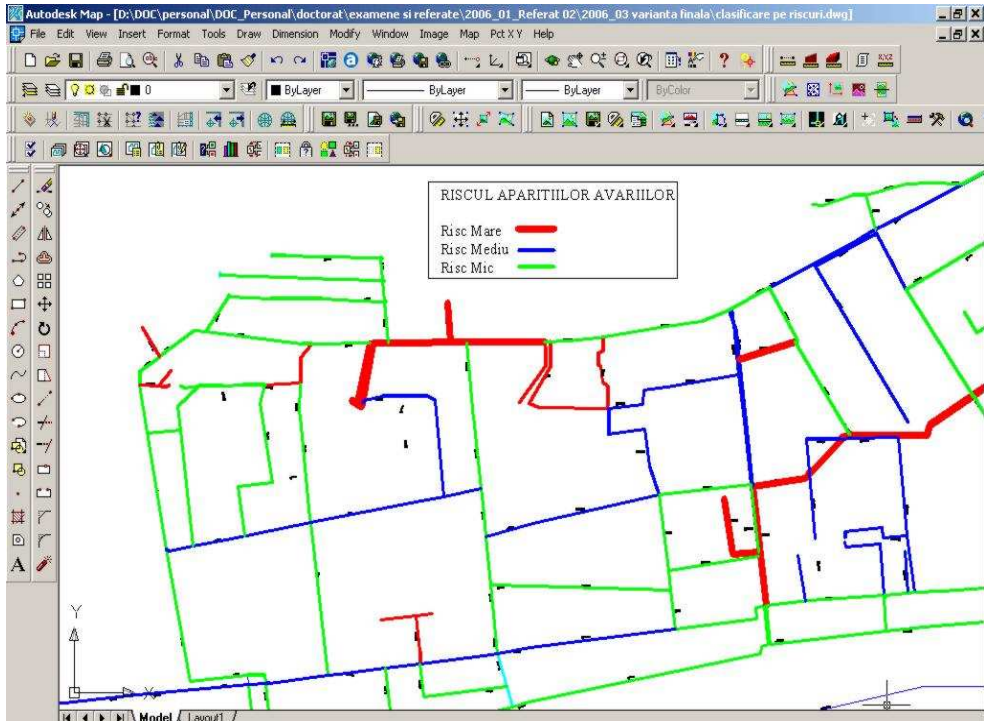 Autodesk Map - [D:\DOC\personal\DOC_Personal\doctorat\examene si referate\2006_01_Referat 02\2006_03 varianta finala\clasificare pe riscuri.dwg]
File Edit View Insert Format Tools Draw Dimension Modify Window Image Map Pct X Y Help
0 ByLayer ByLayer ByLayer ByColor
RISCUL APARITIILOR AVARIILOR
Risc Mare
Risc Mediu
Risc Mic
A
Y
X
Model Layout1